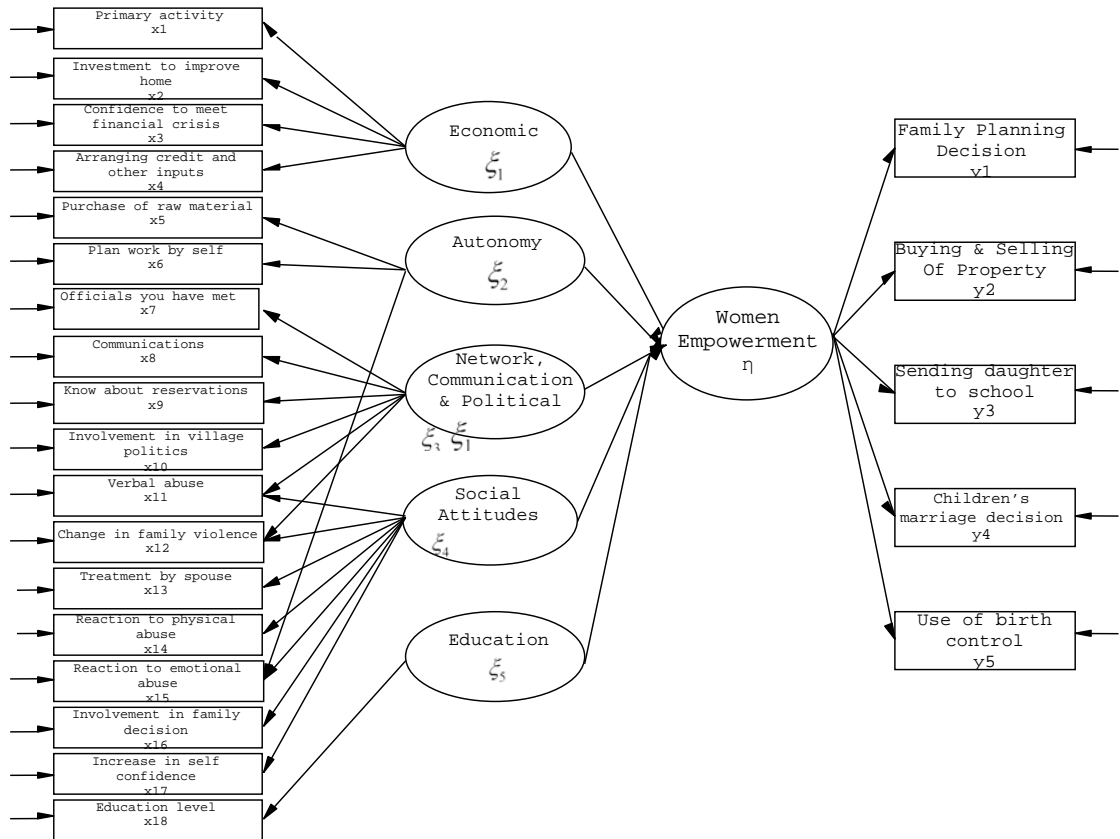 Primary activity
x1
Investment to improve
home
x2
Confidence to meet
financial crisis
x3
Arranging credit and
other inputs
x4
Purchase of raw material
x5
Plan work by self
x6
Officials you have met
x7
Communications
x8
Know about reservations
x9
Involvement in village
politics
x10
Verbal abuse
x11
Change in family violence
x12
Treatment by spouse
x13
Reaction to physical
abuse
x14
Reaction to emotional
abuse
x15
Involvement in family
decision
x16
Increase in self
confidence
x17
Education level
x18
Economic
ξ1
Autonomy
ξ2
Network,
Communication
& Political
ξ3 ξ1
Social
Attitudes
ξ4
Education
ξ5
Women
Empowerment
η
Family Planning
Decision
y1
Buying & Selling
Of Property
y2
Sending daughter
to school
y3
Children's
marriage decision
y4
Use of birth
control
y5